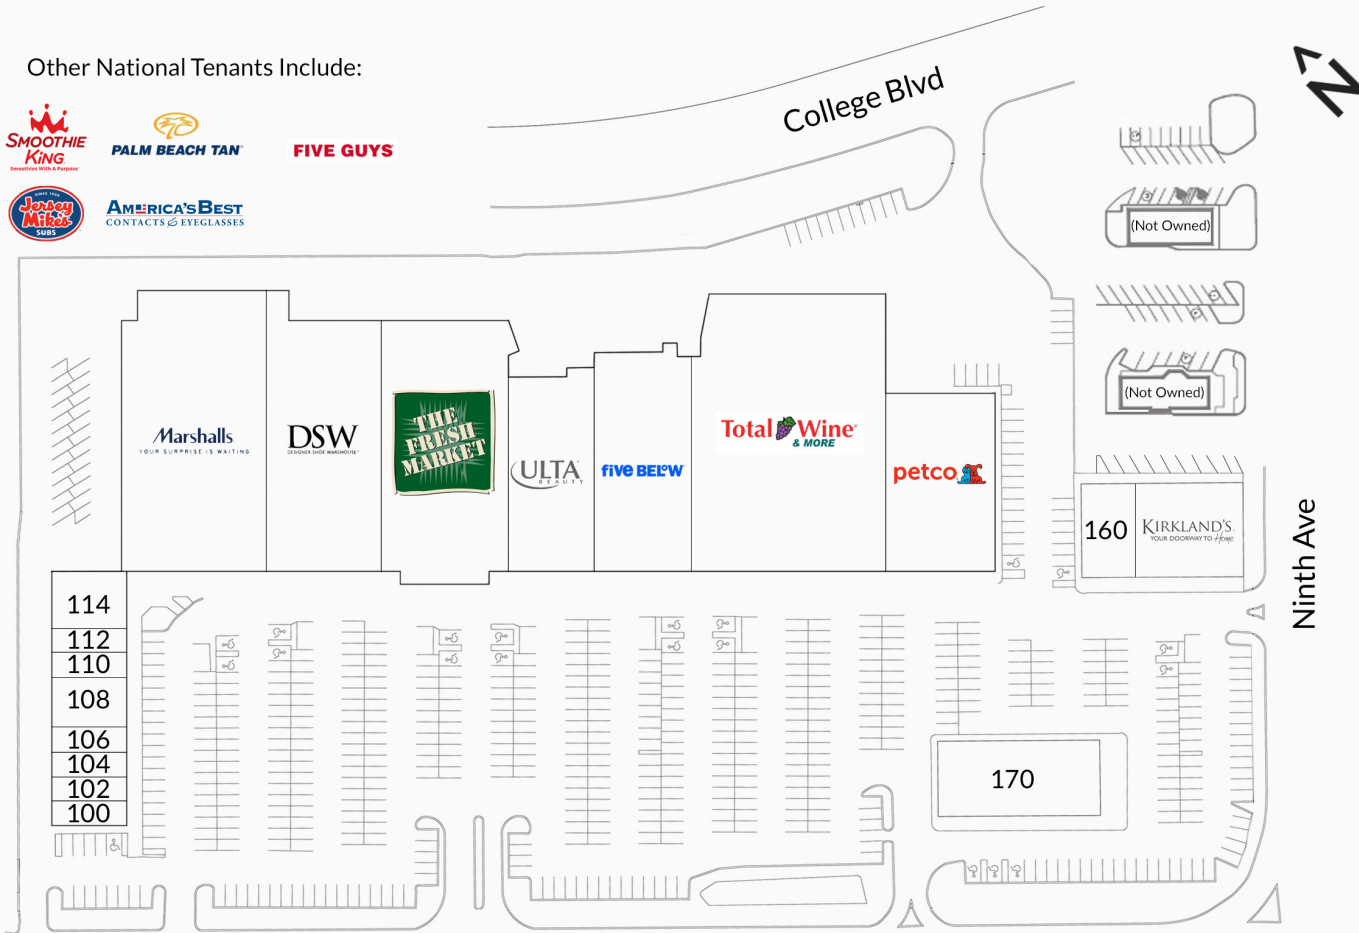 Other National Tenants Include:
SMOOTHIE
KING
Smoothies With A Purpose
PALM BEACH TAN
FIVE GUYS
SINCE 1956
Jersey
Mike's
SUBS
AMERICA'S BEST
CONTACTS & EYEGLASSES
College Blvd
N
(Not Owned)
(Not Owned)
Marshalls
YOUR SURPRISE IS WAITING
DSW
DESIGNER SHOE WAREHOUSE
THE
FRESH
MARKET
ULTA
BEAUTY
five BELOW
Total Wine
& MORE
petco
160
KIRKLAND'S
YOUR DOORWAY TO Home
Ninth Ave
114
112
110
108
106
104
102
100
170